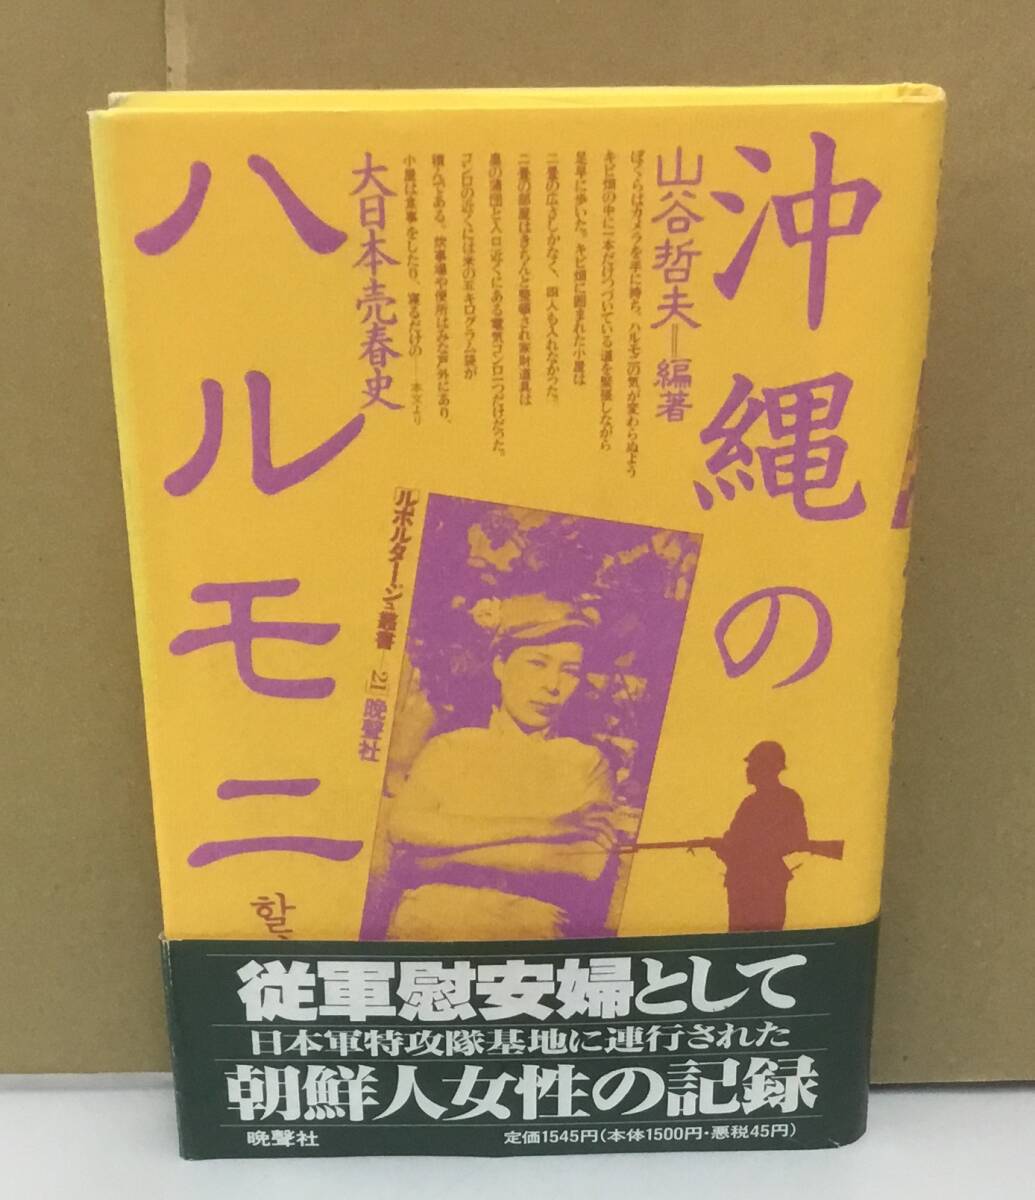 沖縄の
ハルモニ
山谷哲夫=編著
ぼくらはカメラを手に持ち、ハルモニの気が変わらぬよう
キビ畑の中に一本だけつづいている道を緊張しながら
足早に歩いた。キビ畑に囲まれた小屋は
二畳の広さしかなく、四人も入れなかった。
二畳の部屋はきちんと整頓され家財道具は
奥の蒲団と入口近くにある電気コンロ一つだけだった。
コンロの近くには米の五キログラム袋が
積んである。炊事場や便所はみな戸外にあり、
小屋は食事をしたり、寝るだけの——本文より
大日本売春史
[ルポルタージュ叢書—21]晩聲社
할
従軍慰安婦として
日本軍特攻隊基地に連行された
朝鮮人女性の記録
晩聲社
定価1545円(本体1500円・悪税45円)